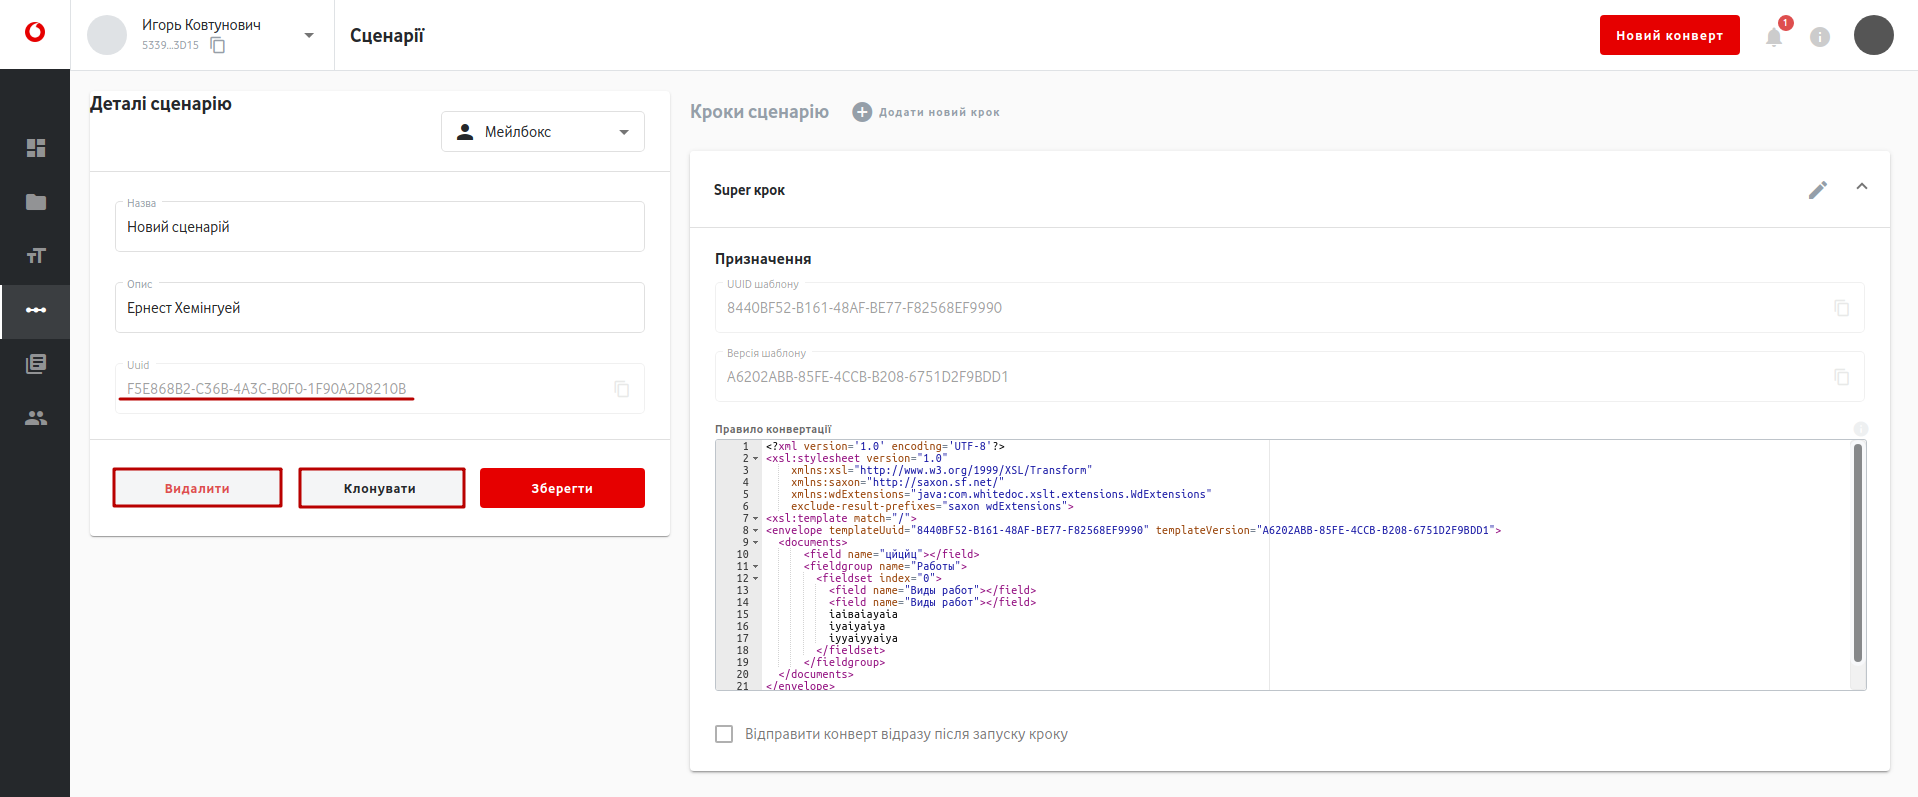 Игорь Ковтунович
5339...3D15
Сценарії
Новий конверт
1
Деталі сценарію
Мейлбокс
Назва
Новий сценарій
Опис
Ернест Хемінгуей
Uuid
F5E868B2-C36B-4A3C-B0F0-1F90A2D8210B
Видалити
Клонувати
Зберегти
Кроки сценарію
Додати новий крок
Super крок
Призначення
UUID шаблону
8440BF52-B161-48AF-BE77-F82568EF9990
Версія шаблону
A6202ABB-85FE-4CCB-B208-6751D2F9BDD1
Правило конвертації
1 <?xml version='1.0' encoding='UTF-8'?>
2 <xsl:stylesheet version="1.0"
3 xmlns:xsl="http://www.w3.org/1999/XSL/Transform"
4 xmlns:saxon="http://saxon.sf.net/"
5 xmlns:wdExtensions="java:com.whitedoc.xslt.extensions.WdExtensions"
6 exclude-result-prefixes="saxon wdExtensions">
7 <xsl:template match="/">
8 <envelope templateUuid="8440BF52-B161-48AF-BE77-F82568EF9990" templateVersion="A6202ABB-85FE-4CCB-B208-6751D2F9BDD1">
9 <documents>
10 <field name="цйцйц"></field>
11 <fieldgroup name="Работы">
12 <fieldset index="0">
13 <field name="Виды работ"></field>
14 <field name="Виды работ"></field>
15 іаіваіауаіа
16 іуаіуаіуа
17 іууаіууаіуа
18 </fieldset>
19 </fieldgroup>
20 </documents>
21 </envelope>
Відправити конверт відразу після запуску кроку